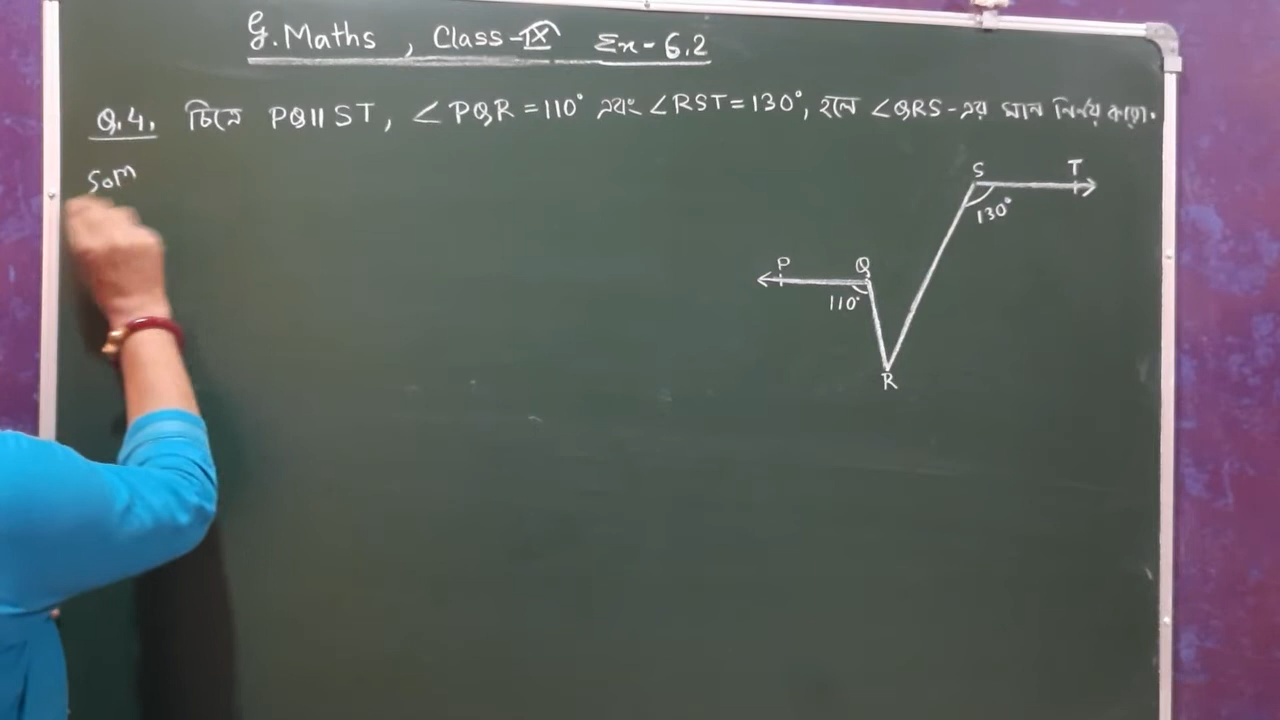 G. Maths , Class-IX Ex-6.2
Q.4. চিত্রে PQ॥ST, ∠PQR=110° এবং ∠RST=130°, হলে ∠QRS-এর মান নির্ণয় করো.
Solⁿ
S T
130°
P Q
110°
R